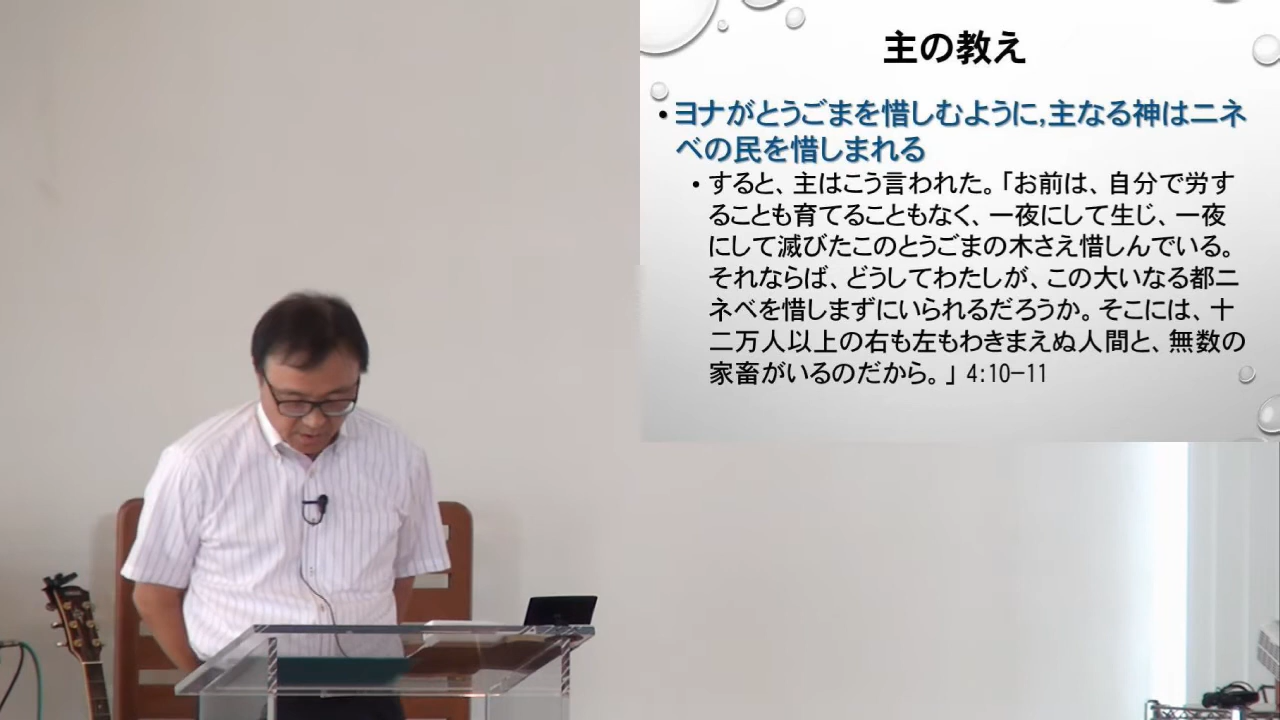 主の教え
• ヨナがとうごまを惜しむように,主なる神はニネ
ベの民を惜しまれる
• すると、主はこう言われた。「お前は、自分で労す
ることも育てることもなく、一夜にして生じ、一夜
にして滅びたこのとうごまの木さえ惜しんでいる。
それならば、どうしてわたしが、この大いなる都ニ
ネベを惜しまずにいられるだろうか。そこには、十
二万人以上の右も左もわきまえぬ人間と、無数の
家畜がいるのだから。」 4:10-11